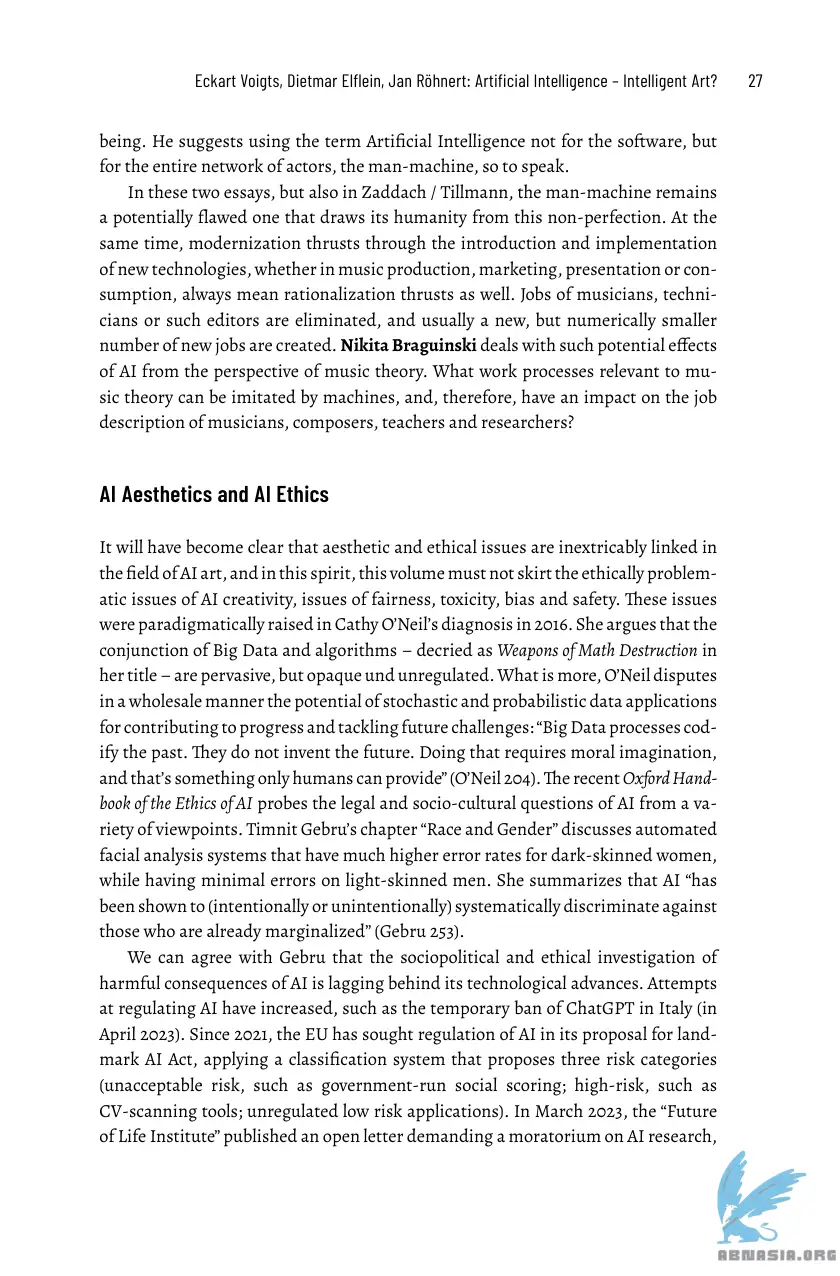 Eckart Voigts, Dietmar Elflein, Jan Röhnert: Artificial Intelligence – Intelligent Art? 27
being. He suggests using the term Artificial Intelligence not for the software, but
for the entire network of actors, the man-machine, so to speak.
In these two essays, but also in Zaddach / Tillmann, the man-machine remains
a potentially flawed one that draws its humanity from this non-perfection. At the
same time, modernization thrusts through the introduction and implementation
of new technologies, whether in music production, marketing, presentation or con-
sumption, always mean rationalization thrusts as well. Jobs of musicians, techni-
cians or such editors are eliminated, and usually a new, but numerically smaller
number of new jobs are created. Nikita Braguinski deals with such potential effects
of AI from the perspective of music theory. What work processes relevant to mu-
sic theory can be imitated by machines, and, therefore, have an impact on the job
description of musicians, composers, teachers and researchers?
AI Aesthetics and AI Ethics
It will have become clear that aesthetic and ethical issues are inextricably linked in
the field of AI art, and in this spirit, this volume must not skirt the ethically problem-
atic issues of AI creativity, issues of fairness, toxicity, bias and safety. These issues
were paradigmatically raised in Cathy O’Neil’s diagnosis in 2016. She argues that the
conjunction of Big Data and algorithms – decried as Weapons of Math Destruction in
her title – are pervasive, but opaque und unregulated. What is more, O’Neil disputes
in a wholesale manner the potential of stochastic and probabilistic data applications
for contributing to progress and tackling future challenges: “Big Data processes cod-
ify the past. They do not invent the future. Doing that requires moral imagination,
and that’s something only humans can provide” (O’Neil 204). The recent Oxford Hand-
book of the Ethics of AI probes the legal and socio-cultural questions of AI from a va-
riety of viewpoints. Timnit Gebru’s chapter “Race and Gender” discusses automated
facial analysis systems that have much higher error rates for dark-skinned women,
while having minimal errors on light-skinned men. She summarizes that AI “has
been shown to (intentionally or unintentionally) systematically discriminate against
those who are already marginalized” (Gebru 253).
We can agree with Gebru that the sociopolitical and ethical investigation of
harmful consequences of AI is lagging behind its technological advances. Attempts
at regulating AI have increased, such as the temporary ban of ChatGPT in Italy (in
April 2023). Since 2021, the EU has sought regulation of AI in its proposal for land-
mark AI Act, applying a classification system that proposes three risk categories
(unacceptable risk, such as government-run social scoring; high-risk, such as
CV-scanning tools; unregulated low risk applications). In March 2023, the “Future
of Life Institute” published an open letter demanding a moratorium on AI research,
ABNASIA.ORG